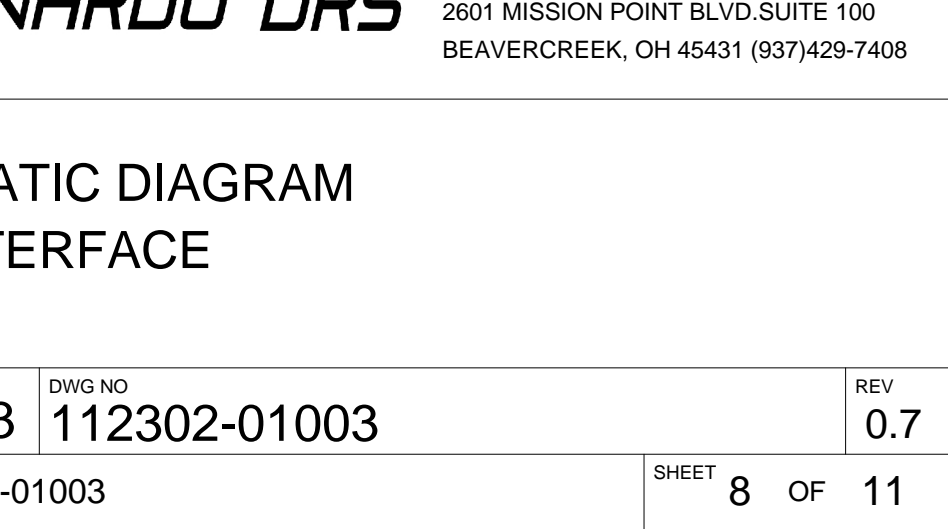 NARDO DRS
2601 MISSION POINT BLVD.SUITE 100
BEAVERCREEK, OH 45431 (937)429-7408
ATIC DIAGRAM
TERFACE
3
DWG NO
112302-01003
REV
0.7
-01003
SHEET 8 OF 11